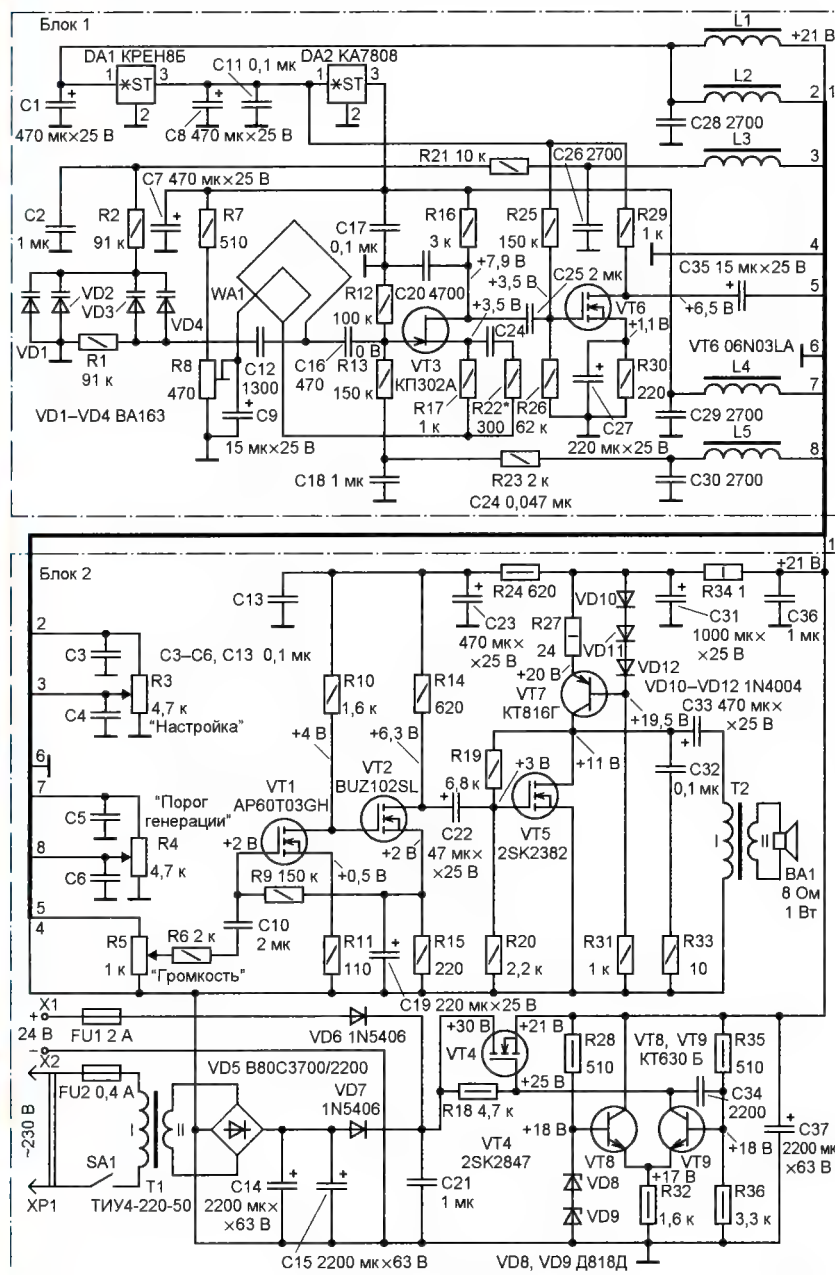 Блок 1
L1
+21 В
DA1 КРЕН8Б
C11 0,1 мк
DA2 KA7808
1
*ST
3
1
*ST
3
L2
2
1
C1
2
2
470 мк×25 В
C8 470 мк×25 В
C28 2700
L3
R21 10 к
C26 2700
3
C7 470 мк×25 В
C2
1 мк
R2
91 к
R7
510
C17
0,1 мк
R16
3 к
R25
150 к
R29
1 к
4
+7,9 В
C35 15 мк×25 В
WA1
R12
100 к
C20 4700
+3,5 В
C25 2 мк
5
VD2
VD3
+3,5 В
VT6
+6,5 В
VD4
C24
+1,1 В
VD1
R1
91 к
C12
1300
C16
470
0 В
R13
150 к
VT3
КП302А
VT6 06N03LA
6
R8
470
R30
220
L4
7
VD1–VD4 BA163
C9
R17
1 к
R22*
300
R26
62 к
C27
C29 2700
15 мк×25 В
220 мк×25 В
L5
8
C18 1 мк
R23 2 к
C30 2700
C24 0,047 мк
1
Блок 2
+21 В
C13
R24 620
VD10
R34 1
2
C23
470 мк×
×25 В
R27
24
VD11
C31
1000 мк×
×25 В
C36
1 мк
C3
C3–C6, C13 0,1 мк
R3
4,7 к
"Настройка"
R10
1,6 к
R14
620
+20 В
VD12
3
C4
VT7
КТ816Г
VD10–VD12 1N4004
C33 470 мк×
×25 В
+4 В
+6,3 В
+19,5 В
6
R19
+11 В
7
"Порог
генерации"
VT1
AP60T03GH
VT2
BUZ102SL
6,8 к
+3 В
C32
0,1 мк
T2
C5
R4
4,7 к
8
C6
+2 В
+2 В
C22
47 мк×
×25 В
VT5
2SK2382
I
II
BA1
8 Ом
1 Вт
R9 150 к
+0,5 В
5
4
R5
1 к
R6 2 к
C10
2 мк
R11
110
R15
220
R20
2,2 к
R31
1 к
R33
10
"Громкость"
C19 220 мк×25 В
+
X1
24 В
FU1 2 А
VD6 1N5406
+30 В
+21 В
R28
510
VT8, VT9
КТ630 Б
R35
510
–
X2
VT4
VD5 B80C3700/2200
FU2 0,4 А
VD7
1N5406
+25 В
R18 4,7 к
C34
2200
~230 В
I
II
VT4
2SK2847
+18 В
C37
2200 мк×
×63 В
VT8
VT9
+18 В
SA1
+17 В
VD8
C14
2200 мк×
×63 В
C21
1 мк
R32
1,6 к
R36
3,3 к
XP1
T1
ТИУ4-220-50
VD9
C15 2200 мк×63 В
VD8, VD9 Д818Д